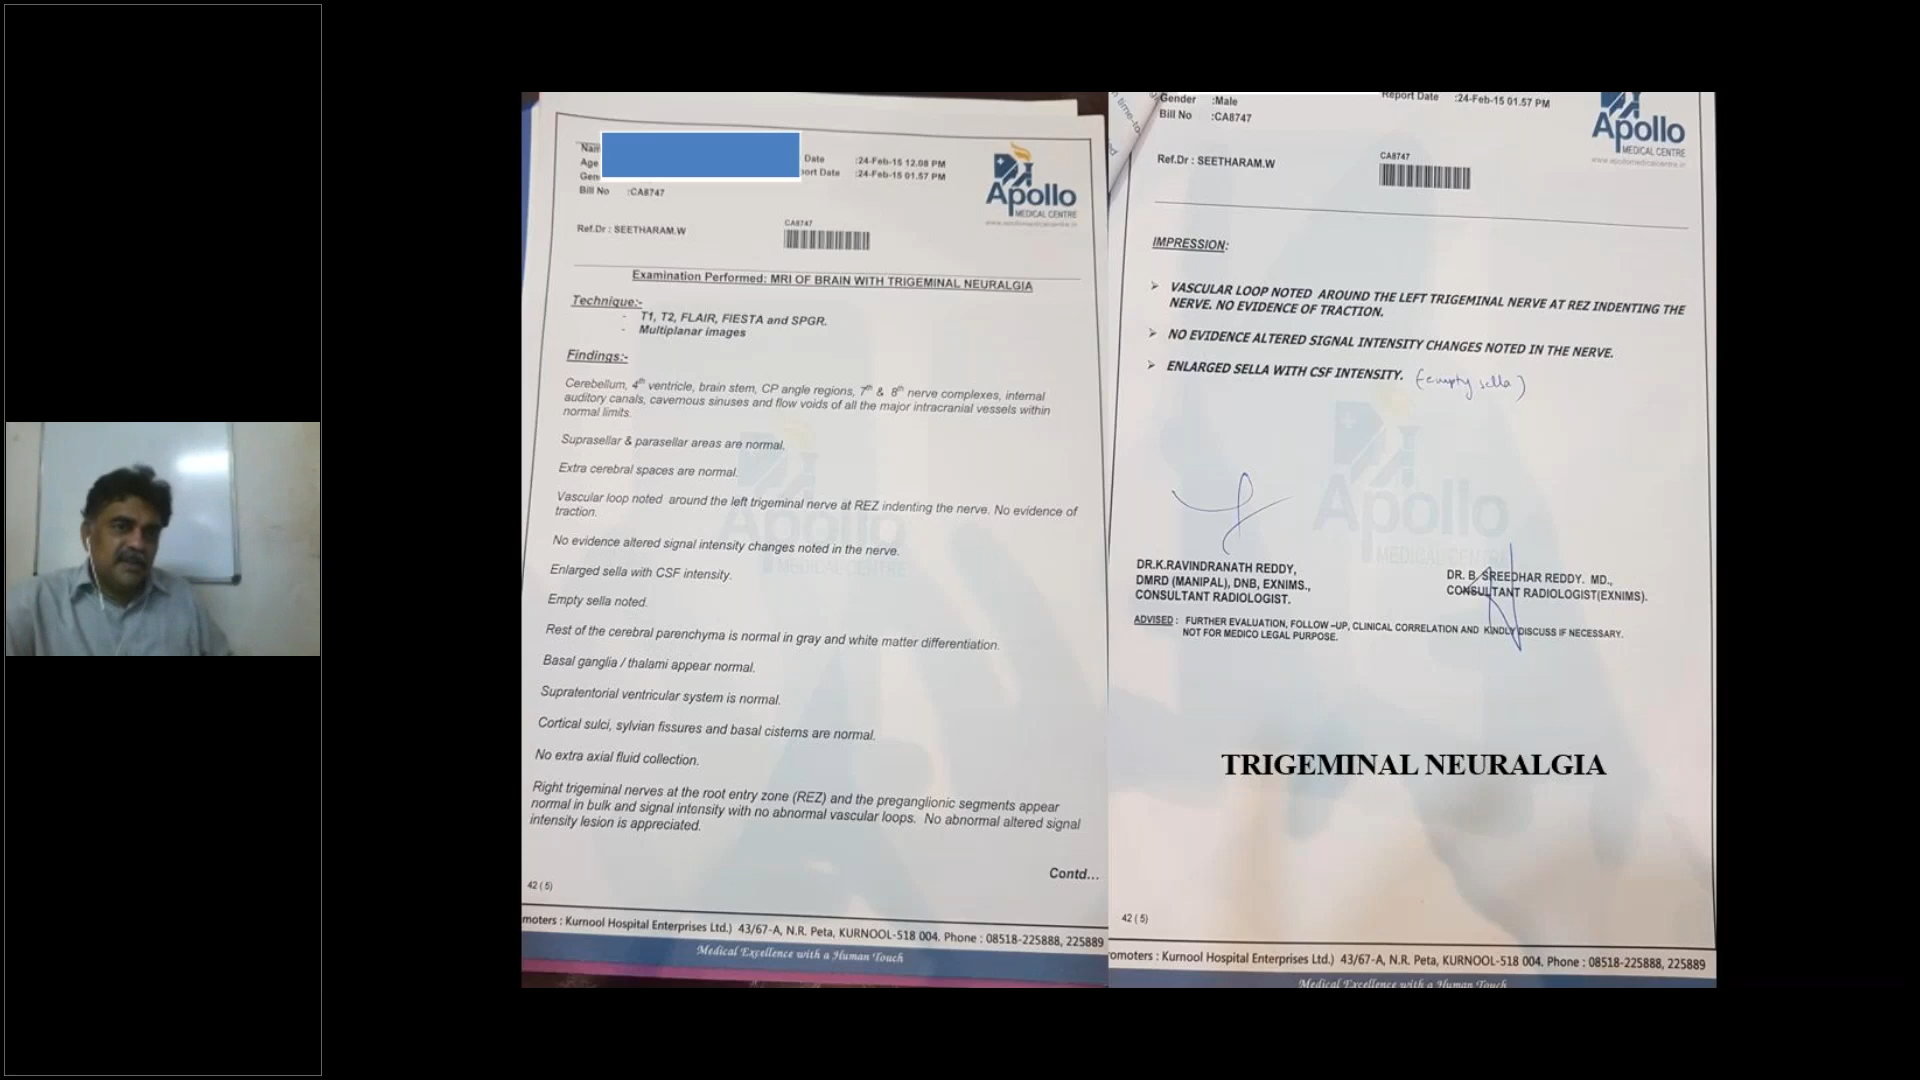 Nam
Age
Gen
Date :24-Feb-15 12.08 PM
port Date :24-Feb-15 01.57 PM
Bill No :CA8747
Apollo
MEDICAL CENTRE
Ref.Dr : SEETHARAM.W
CA8747
Examination Performed: MRI OF BRAIN WITH TRIGEMINAL NEURALGIA
Technique:-
- T1, T2, FLAIR, FIESTA and SPGR.
- Multiplanar images
Findings:-
Cerebellum, 4th ventricle, brain stem, CP angle regions, 7th & 8th nerve complexes, internal
auditory canals, cavernous sinuses and flow voids of all the major intracranial vessels within
normal limits.
Suprasellar & parasellar areas are normal.
Extra cerebral spaces are normal.
Vascular loop noted around the left trigeminal nerve at REZ indenting the nerve. No evidence of
traction.
No evidence altered signal intensity changes noted in the nerve.
Enlarged sella with CSF intensity.
Empty sella noted.
Rest of the cerebral parenchyma is normal in gray and white matter differentiation.
Basal ganglia / thalami appear normal.
Supratentorial ventricular system is normal.
Cortical sulci, sylvian fissures and basal cisterns are normal.
No extra axial fluid collection.
Right trigeminal nerves at the root entry zone (REZ) and the preganglionic segments appear
normal in bulk and signal intensity with no abnormal vascular loops. No abnormal altered signal
intensity lesion is appreciated.
Contd...
42 ( 5)
moters : Kurnool Hospital Enterprises Ltd.) 43/67-A, N.R. Peta, KURNOOL-518 004. Phone : 08518-225888, 225889
Medical Excellence with a Human Touch
Gender :Male
Report Date :24-Feb-15 01.57 PM
Bill No :CA8747
Apollo
MEDICAL CENTRE
www.apollomedicalcentre.in
Ref.Dr : SEETHARAM.W
CA8747
IMPRESSION:
➢ VASCULAR LOOP NOTED AROUND THE LEFT TRIGEMINAL NERVE AT REZ INDENTING THE
NERVE. NO EVIDENCE OF TRACTION.
➢ NO EVIDENCE ALTERED SIGNAL INTENSITY CHANGES NOTED IN THE NERVE.
➢ ENLARGED SELLA WITH CSF INTENSITY. (empty sella)
Apollo
MEDICAL CENTRE
DR.K.RAVINDRANATH REDDY,
DMRD (MANIPAL), DNB, EXNIMS.,
CONSULTANT RADIOLOGIST.
DR. B. SREEDHAR REDDY. MD.,
CONSULTANT RADIOLOGIST(EXNIMS).
ADVISED : FURTHER EVALUATION, FOLLOW –UP, CLINICAL CORRELATION AND KINDLY DISCUSS IF NECESSARY.
NOT FOR MEDICO LEGAL PURPOSE.
TRIGEMINAL NEURALGIA
42 ( 5)
omoters : Kurnool Hospital Enterprises Ltd.) 43/67-A, N.R. Peta, KURNOOL-518 004. Phone : 08518-225888, 225889
Medical Excellence with a Human Touch